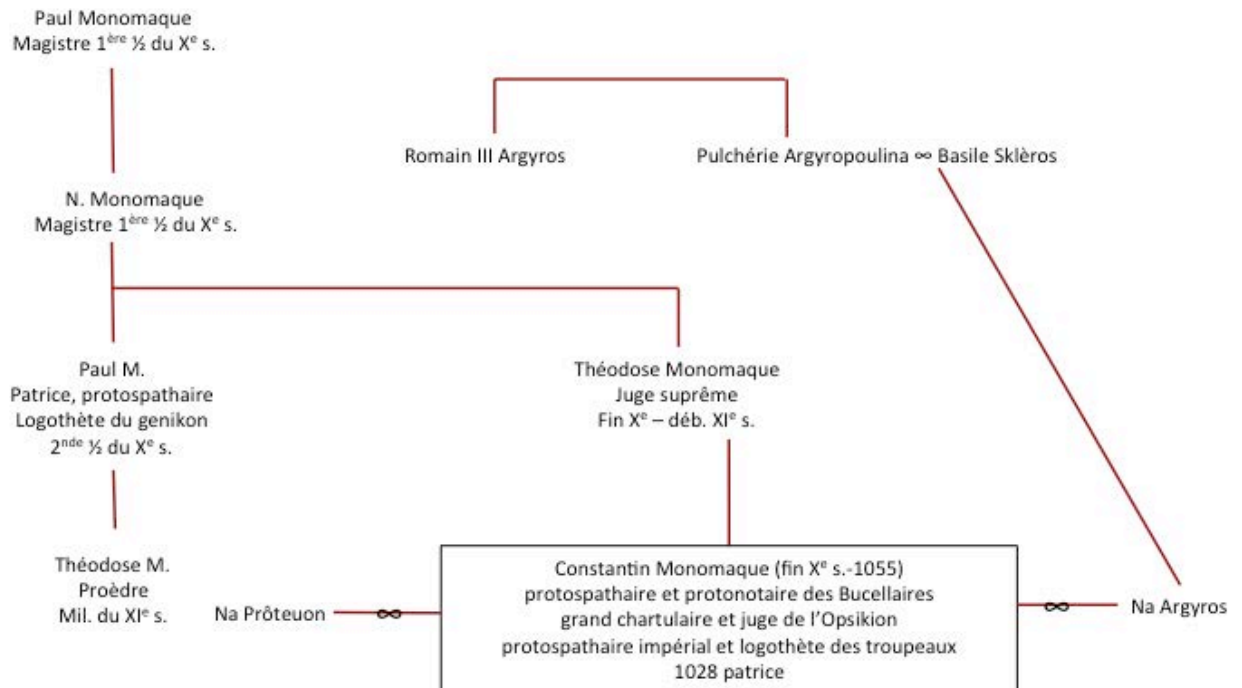 Paul Monomaque
Magistre 1ère ½ du Xe s.
Romain III Argyros
Pulchérie Argyropoulina ∞ Basile Sklèros
N. Monomaque
Magistre 1ère ½ du Xe s.
Paul M.
Patrice, protospathaire
Logothète du genikon
2nde ½ du Xe s.
Théodose Monomaque
Juge suprême
Fin Xe – déb. XIe s.
Théodose M.
Proèdre
Mil. du XIe s.
Na Prôteuon
∞
Constantin Monomaque (fin Xe s.-1055)
protospathaire et protonotaire des Bucellaires
grand chartulaire et juge de l'Opsikion
protospathaire impérial et logothète des troupeaux
1028 patrice
∞
Na Argyros